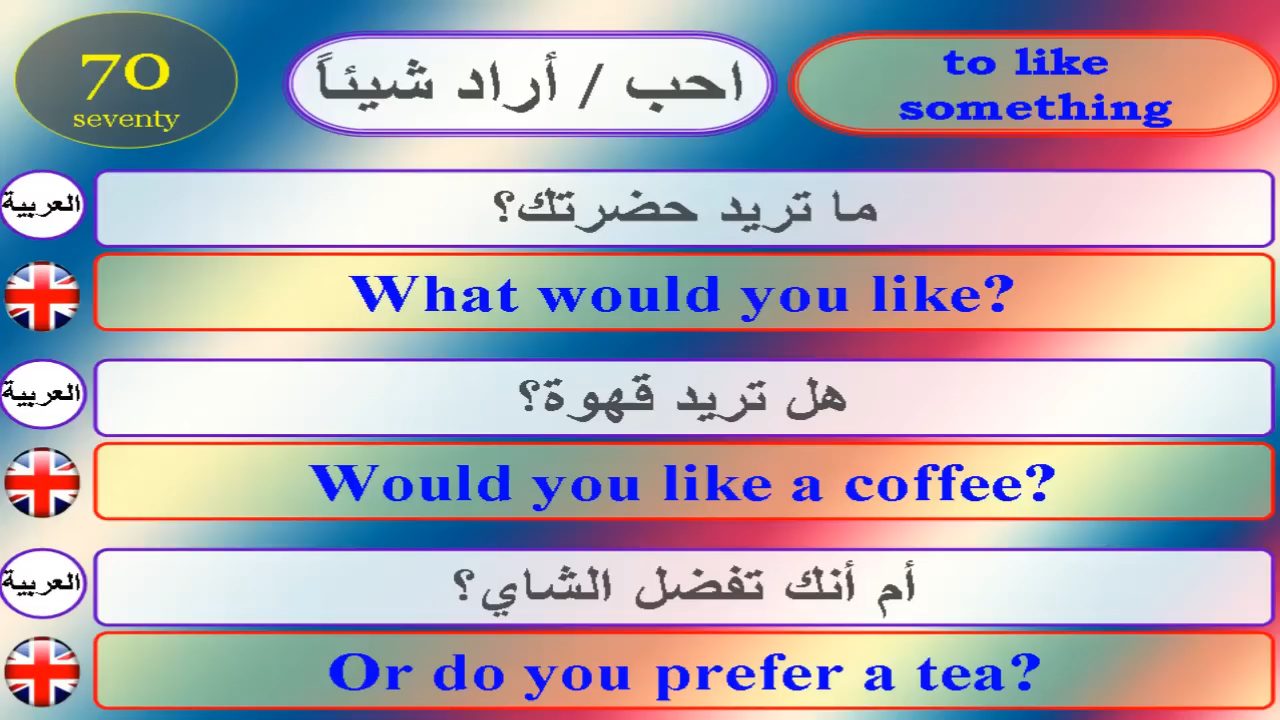 70
seventy
احب / أراد شيئاً
to like
something
العربية
ما تريد حضرتك؟
What would you like?
العربية
هل تريد قهوة؟
Would you like a coffee?
العربية
أم أنك تفضل الشاي؟
Or do you prefer a tea?